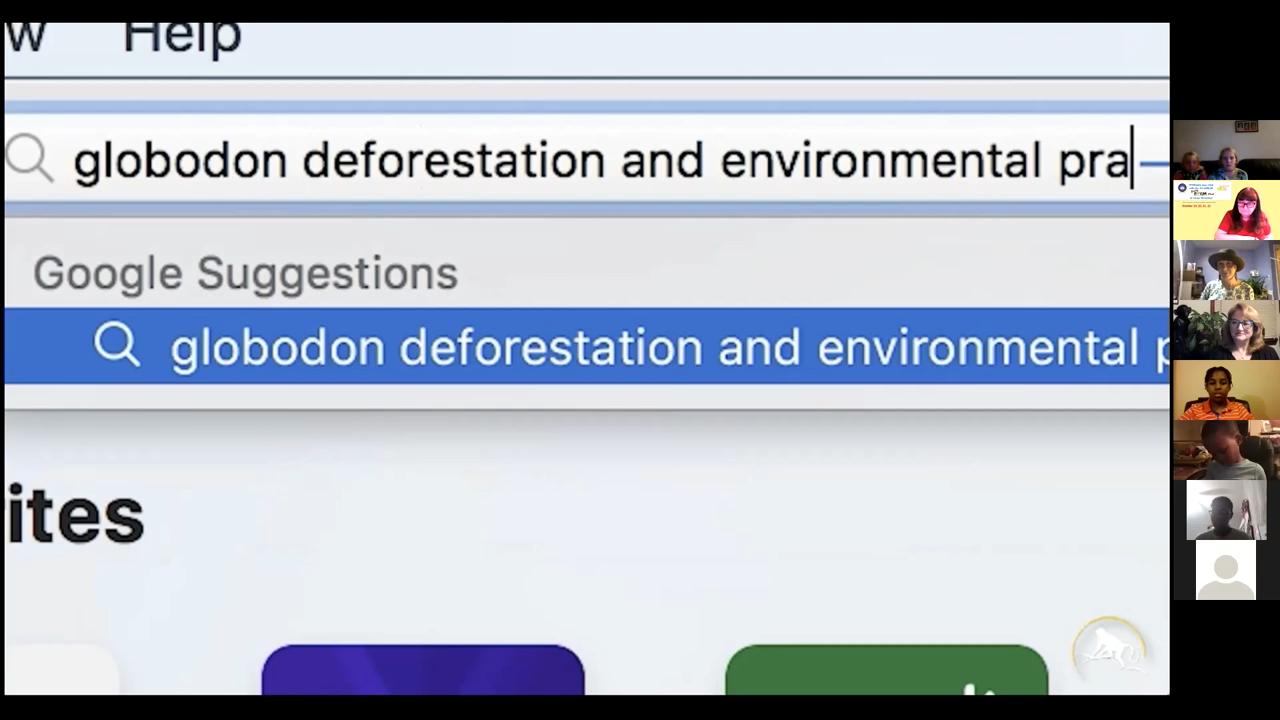 w Help
globodon deforestation and environmental pra
Google Suggestions
globodon deforestation and environmental p
ites